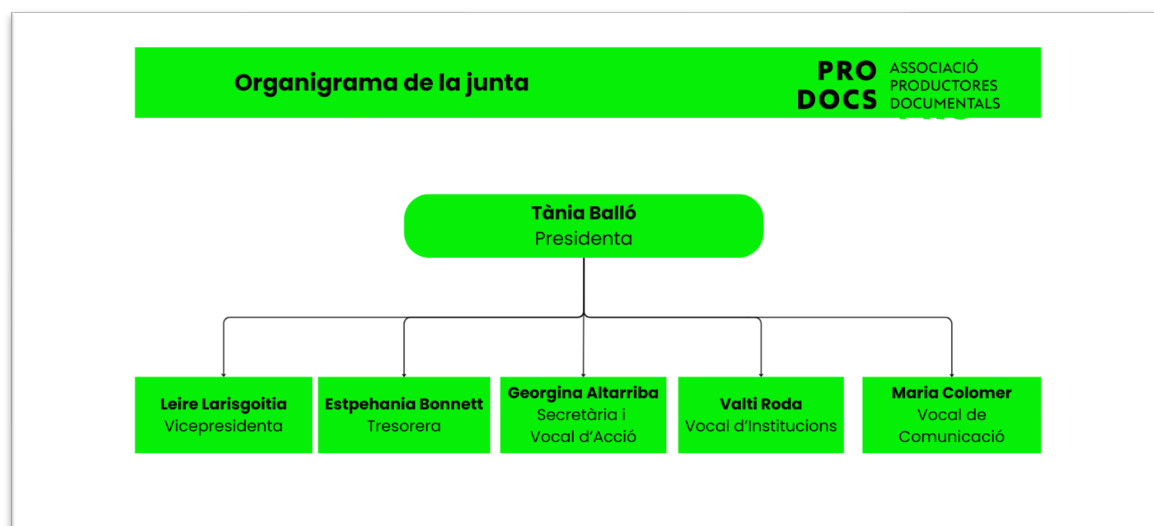 Organigrama de la junta
PRO
DOCS
ASSOCIACIÓ
PRODUCTORES
DOCUMENTALS
Tània Balló
Presidenta
Leire Larisgoitia
Vicepresidenta
Estpehania Bonnett
Tresorera
Georgina Altarriba
Secretària i
Vocal d'Acció
Valti Roda
Vocal d'Institucions
Maria Colomer
Vocal de
Comunicació